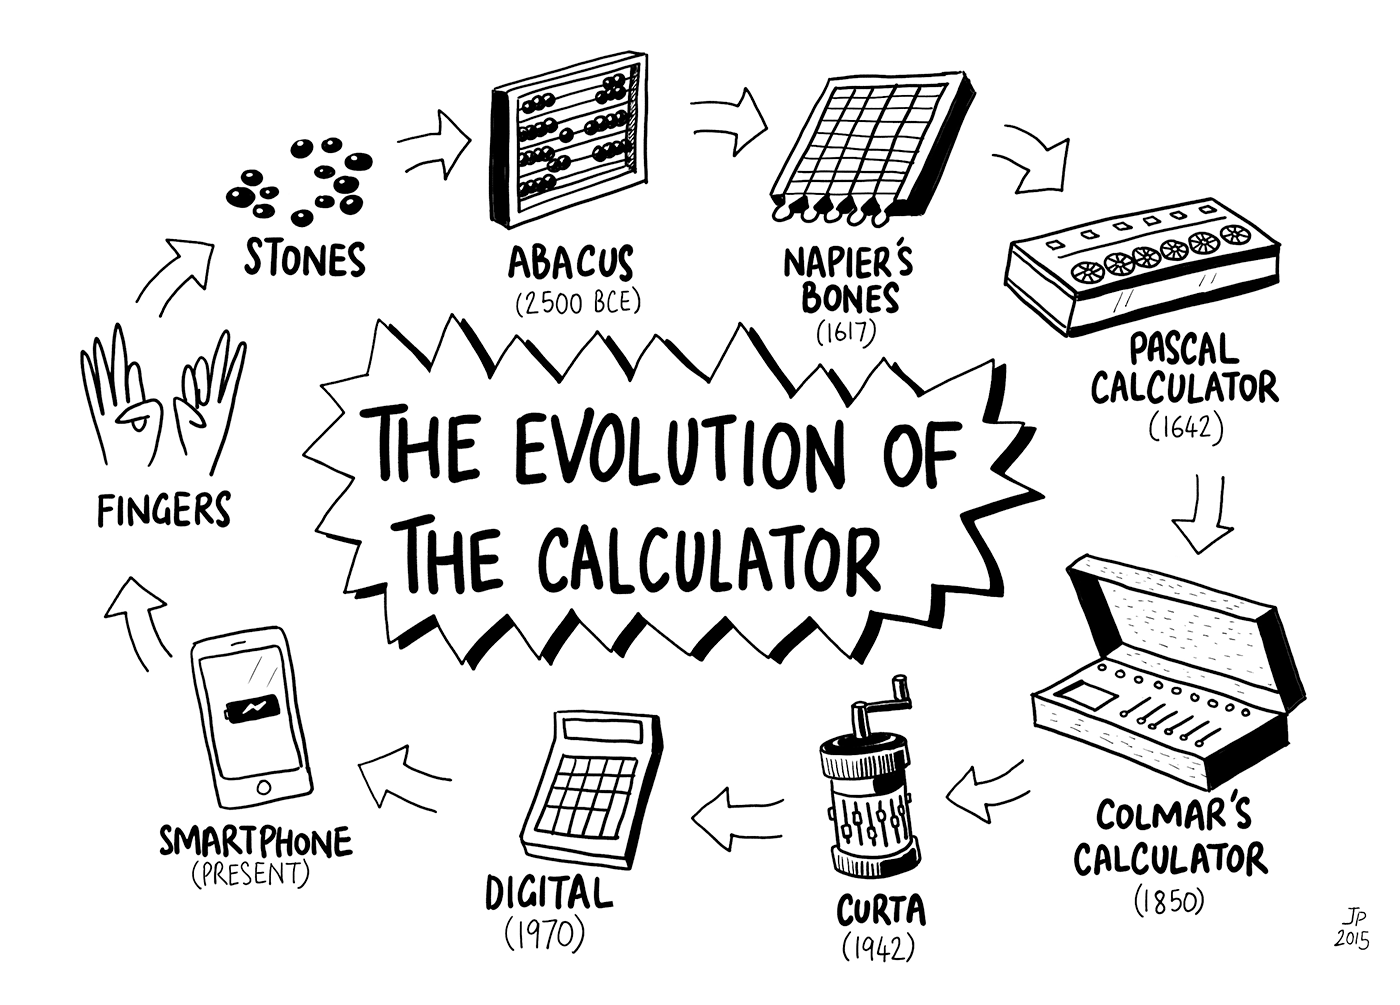 THE EVOLUTION OF
THE CALCULATOR
FINGERS
STONES
ABACUS
(2500 BCE)
NAPIER'S
BONES
(1617)
PASCAL
CALCULATOR
(1642)
COLMAR'S
CALCULATOR
(1850)
CURTA
(1942)
DIGITAL
(1970)
SMARTPHONE
(PRESENT)
JP
2015